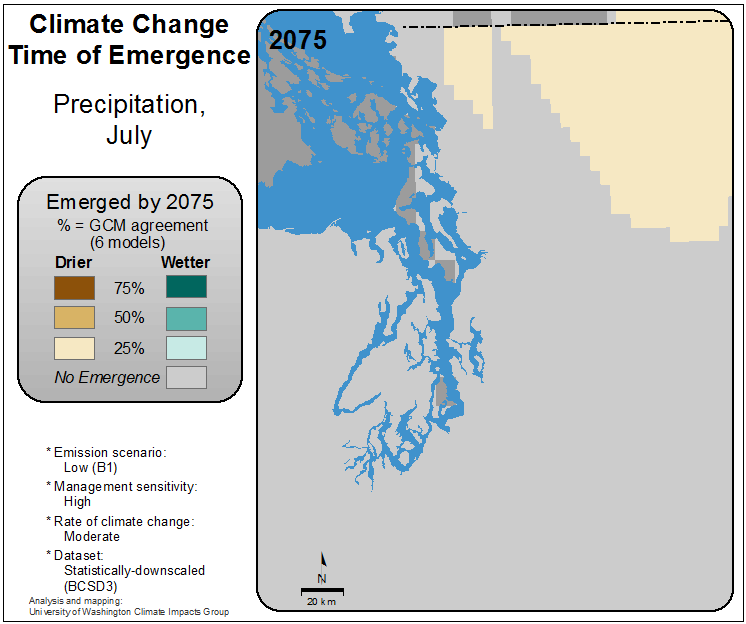 Climate Change
Time of Emergence
Precipitation,
July
Emerged by 2075
% = GCM agreement
(6 models)
Drier Wetter
75%
50%
25%
No Emergence
* Emission scenario:
Low (B1)
* Management sensitivity:
High
* Rate of climate change:
Moderate
* Dataset:
Statistically-downscaled
(BCSD3)
Analysis and mapping:
University of Washington Climate Impacts Group
2075
N
20 km